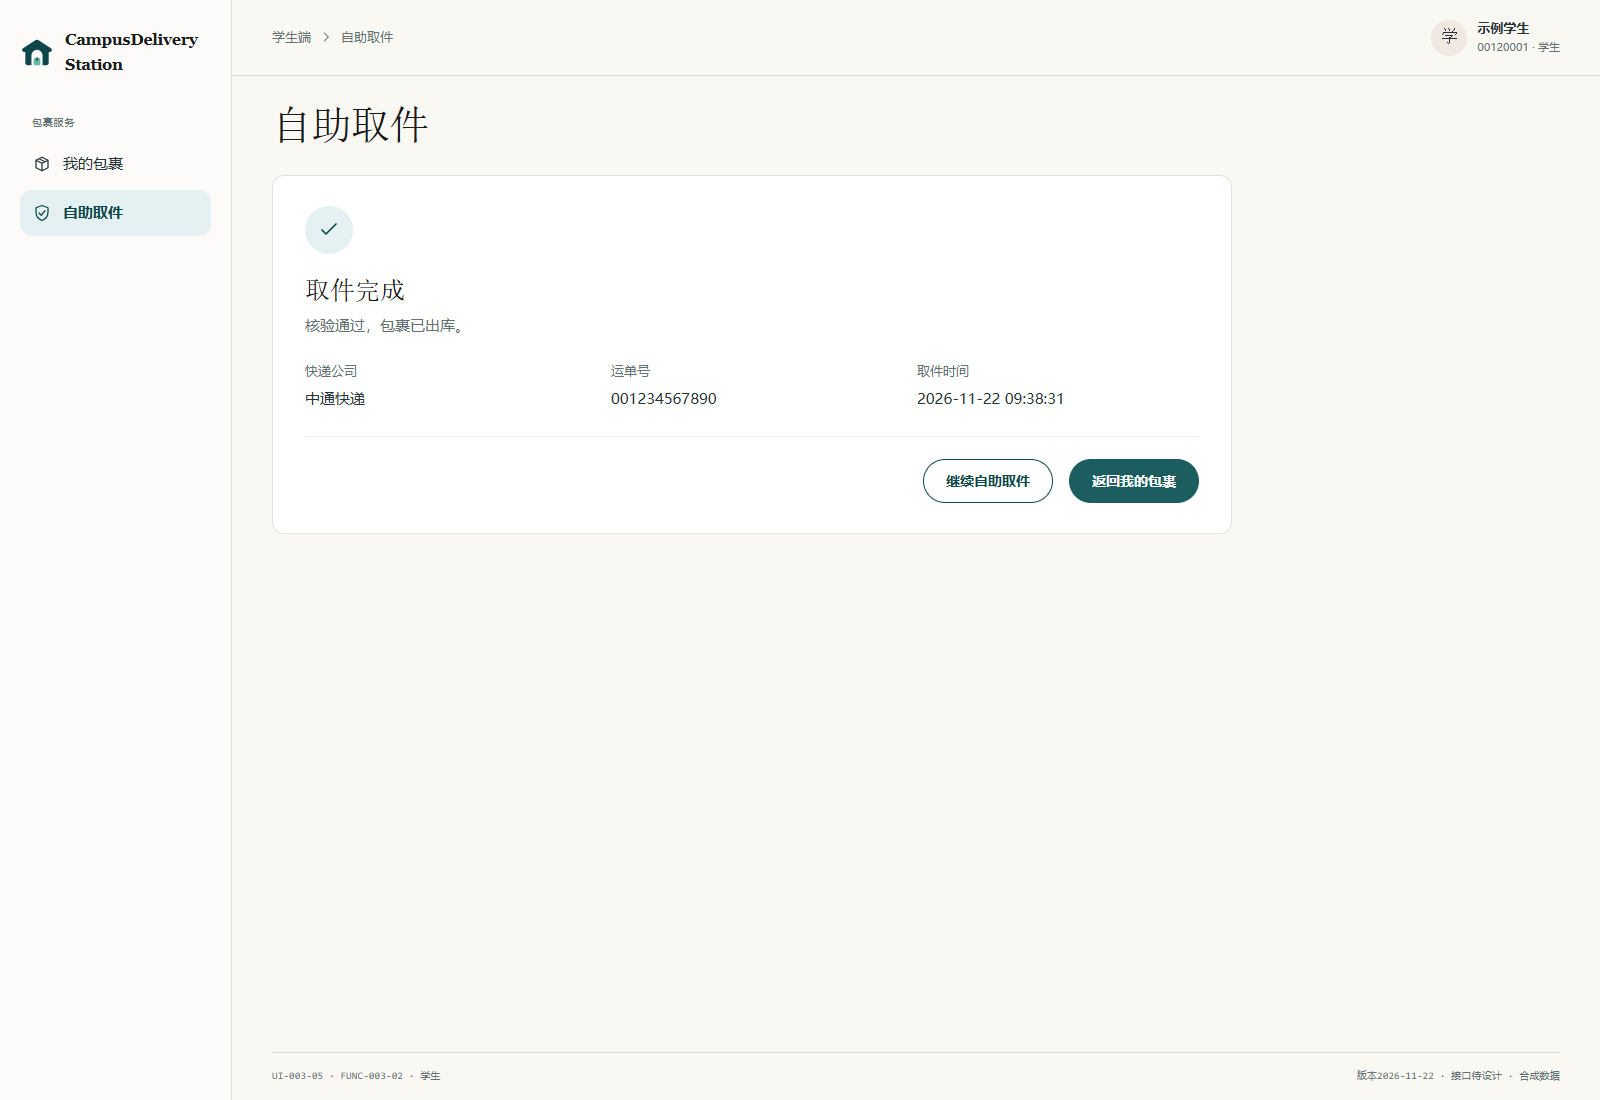 CampusDelivery
Station
包裹服务
我的包裹
自助取件
学生端 > 自助取件
学
示例学生
00120001 · 学生
自助取件
取件完成
核验通过，包裹已出库。
快递公司
中通快递
运单号
001234567890
取件时间
2026-11-22 09:38:31
继续自助取件
返回我的包裹
UI-003-05 · FUNC-003-02 · 学生
版本2026-11-22 · 接口待设计 · 合成数据